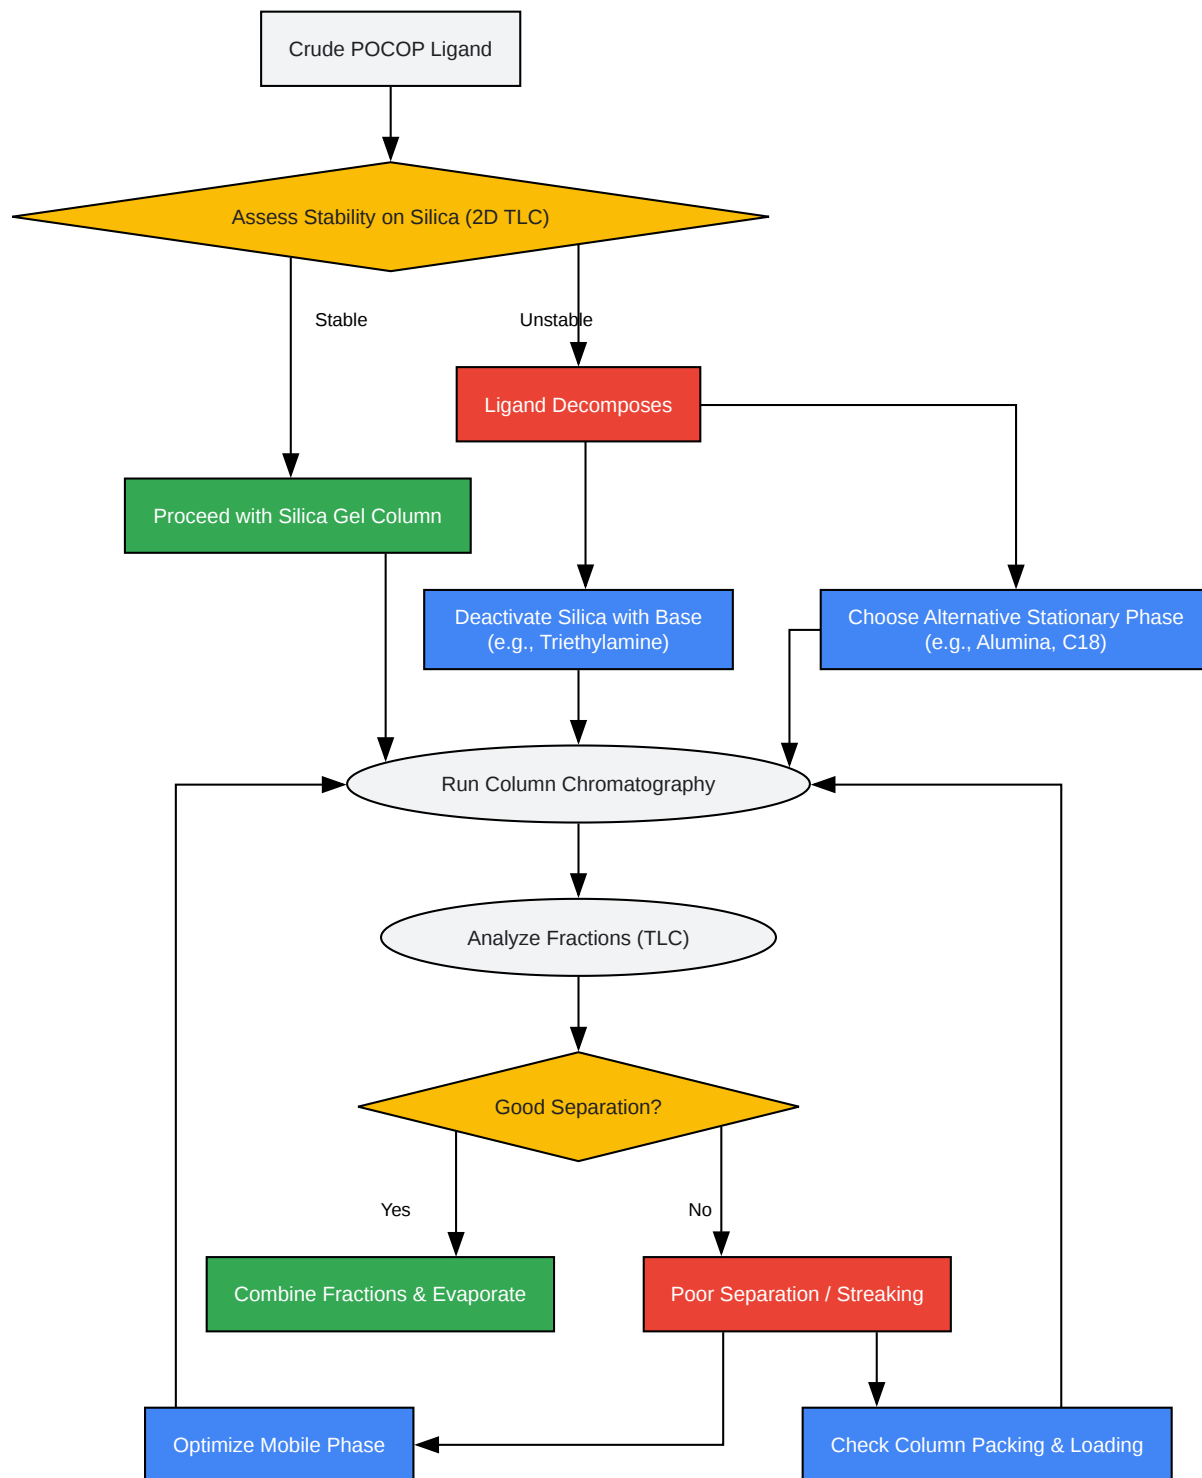 Crude POCOP Ligand
Assess Stability on Silica (2D TLC)
Stable
Unstable
Ligand Decomposes
Proceed with Silica Gel Column
Deactivate Silica with Base
(e.g., Triethylamine)
Choose Alternative Stationary Phase
(e.g., Alumina, C18)
Run Column Chromatography
Analyze Fractions (TLC)
Good Separation?
Yes
No
Combine Fractions & Evaporate
Poor Separation / Streaking
Optimize Mobile Phase
Check Column Packing & Loading